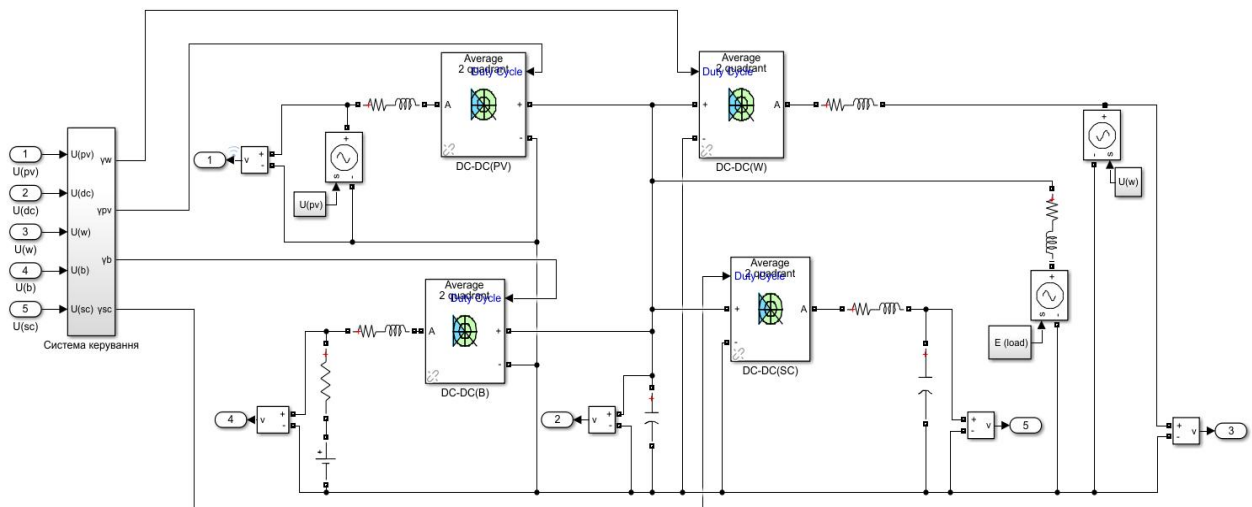 Average
2 quadrant
Duty Cycle
A
+
-
DC-DC(PV)
Average
2 quadrant
Duty Cycle
+
-
A
DC-DC(W)
1
U(pv)
2
U(dc)
3
U(w)
4
U(b)
5
U(sc)
U(pv)
U(dc)
U(w)
U(b)
U(sc)
γw
γpv
γb
γsc
Система керування
1
v
+
-
+
s
-
U(pv)
+
s
-
U(w)
Average
2 quadrant
Duty Cycle
A
+
-
DC-DC(B)
Average
2 quadrant
Duty Cycle
+
-
A
DC-DC(SC)
+
s
-
E (load)
4
v
+
-
+
2
v
+
-
+
-
v
5
+
-
v
3